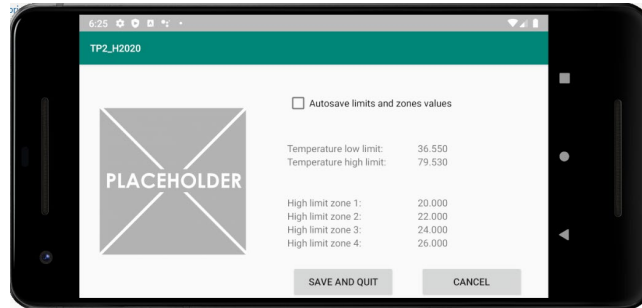 6:25
TP2_H2020
Autosave limits and zones values
PLACEHOLDER
Temperature low limit: 36.550
Temperature high limit: 79.530
High limit zone 1: 20.000
High limit zone 2: 22.000
High limit zone 3: 24.000
High limit zone 4: 26.000
SAVE AND QUIT CANCEL